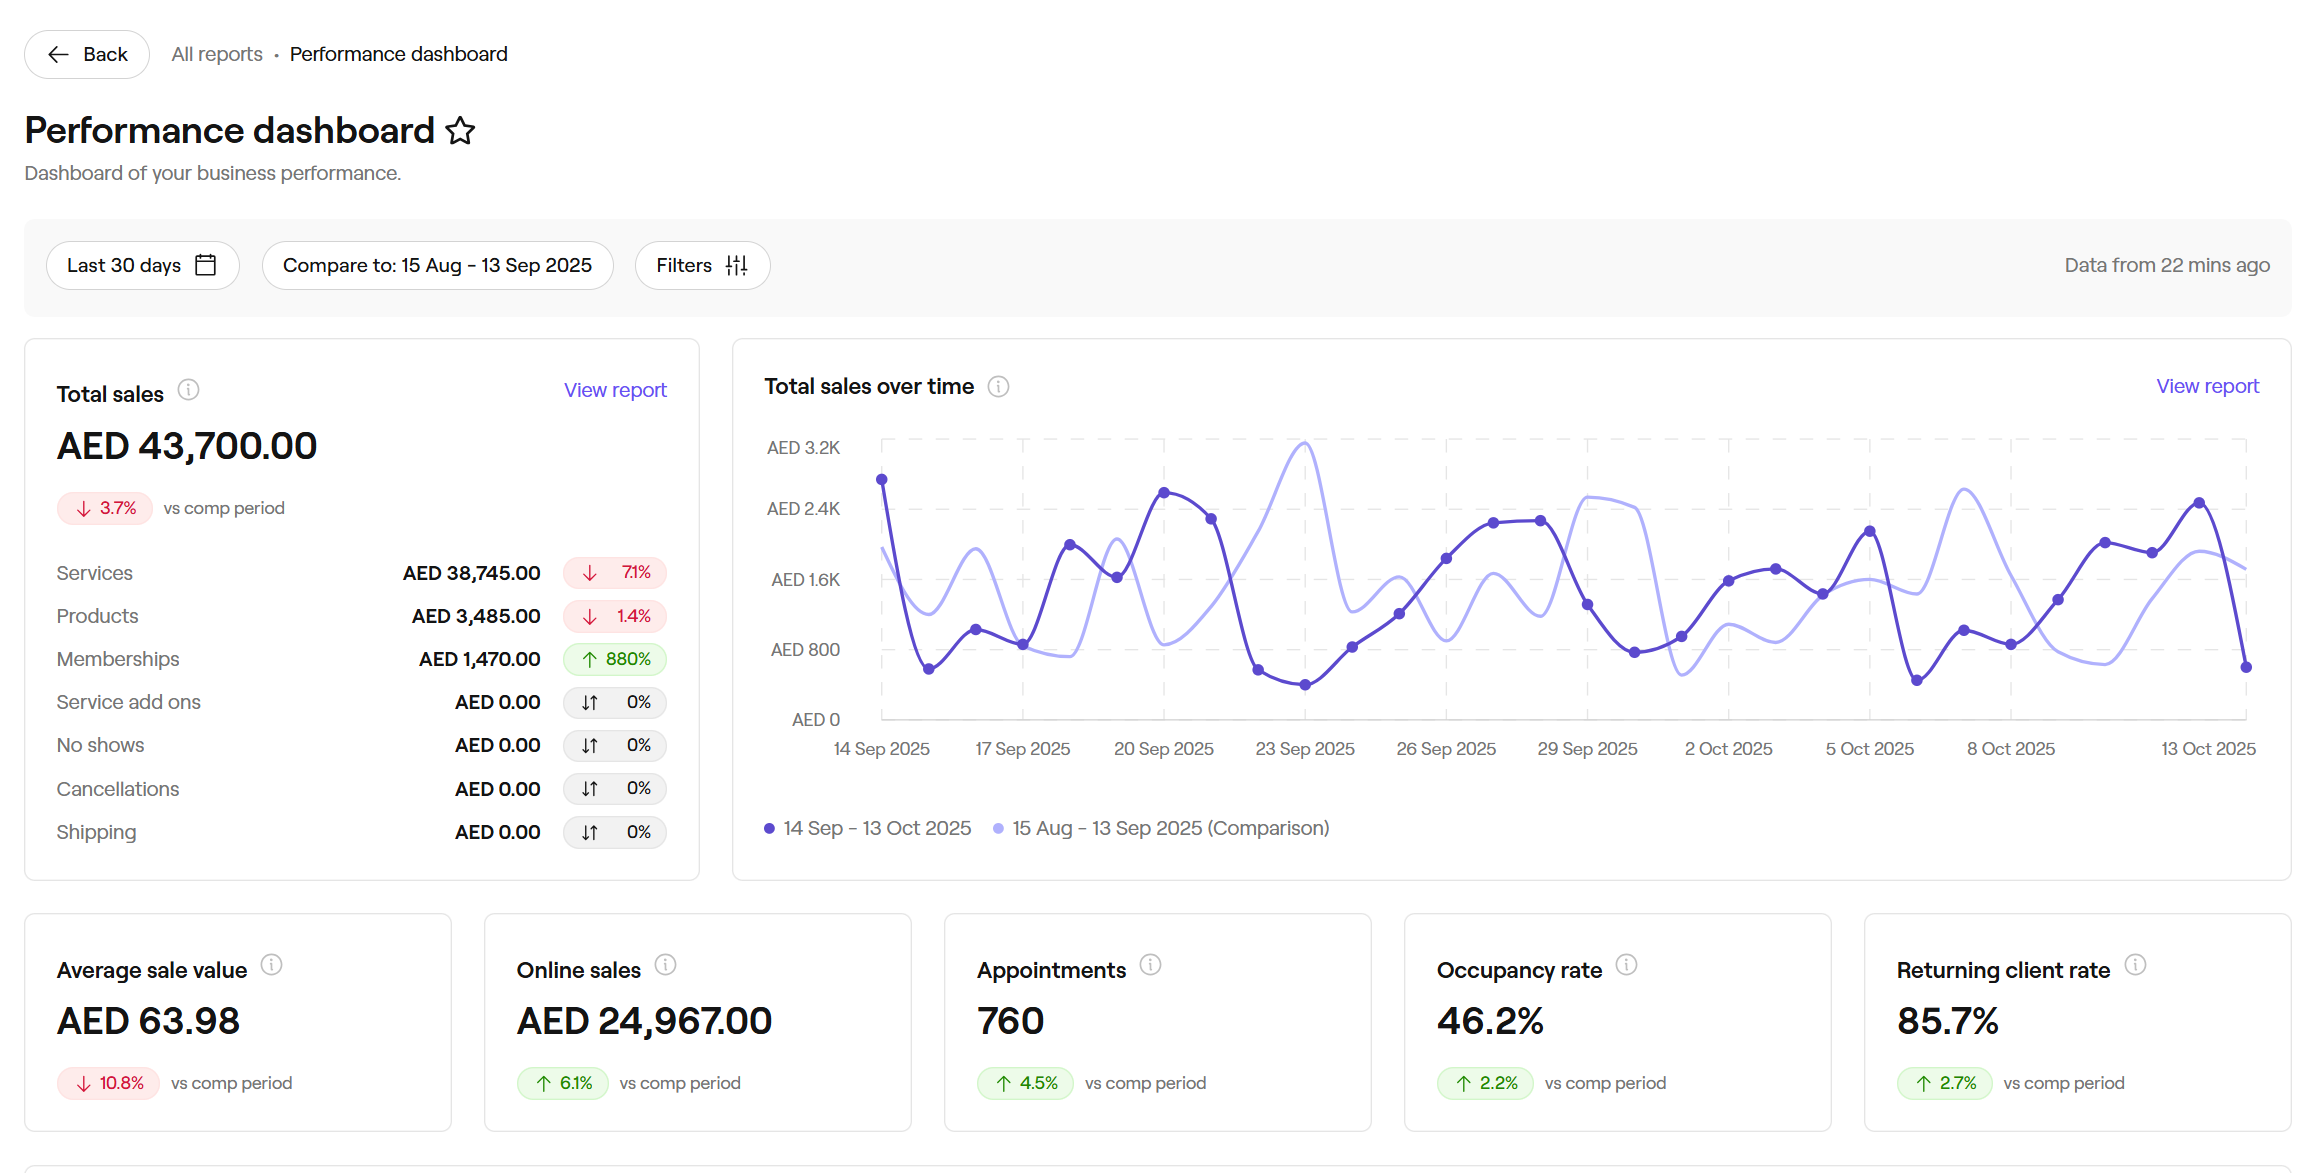 Back All reports • Performance dashboard
Performance dashboard
Dashboard of your business performance.
Last 30 days Compare to: 15 Aug - 13 Sep 2025 Filters Data from 22 mins ago
Total sales View report
AED 43,700.00
3.7% vs comp period
Services AED 38,745.00 7.1%
Products AED 3,485.00 1.4%
Memberships AED 1,470.00 880%
Service add ons AED 0.00 0%
No shows AED 0.00 0%
Cancellations AED 0.00 0%
Shipping AED 0.00 0%
Total sales over time View report
AED 3.2K
AED 2.4K
AED 1.6K
AED 800
AED 0
14 Sep 2025 17 Sep 2025 20 Sep 2025 23 Sep 2025 26 Sep 2025 29 Sep 2025 2 Oct 2025 5 Oct 2025 8 Oct 2025 13 Oct 2025
14 Sep - 13 Oct 2025 15 Aug - 13 Sep 2025 (Comparison)
Average sale value
AED 63.98
10.8% vs comp period
Online sales
AED 24,967.00
6.1% vs comp period
Appointments
760
4.5% vs comp period
Occupancy rate
46.2%
2.2% vs comp period
Returning client rate
85.7%
2.7% vs comp period